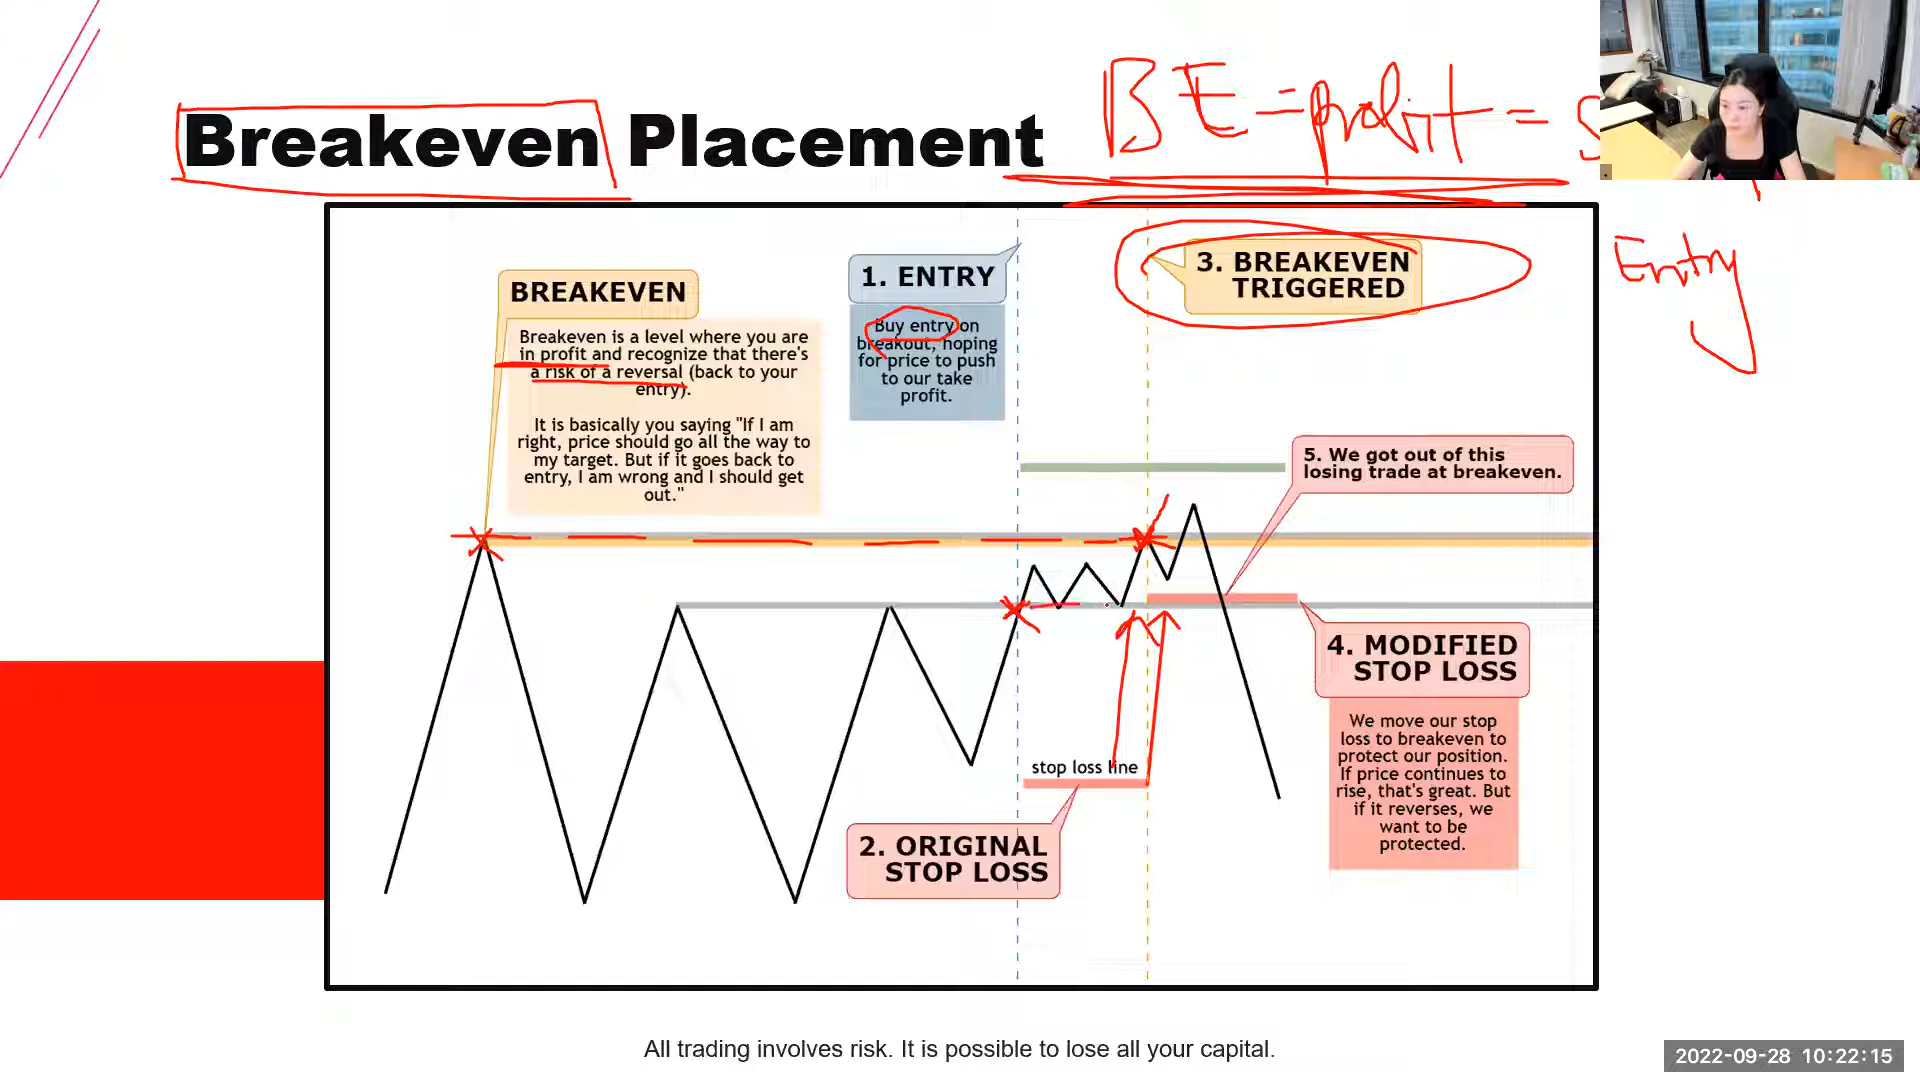 Breakeven Placement
BE = profit = S
Entry
BREAKEVEN
Breakeven is a level where you are
in profit and recognize that there's
a risk of a reversal (back to your
entry).
It is basically you saying "If I am
right, price should go all the way to
my target. But if it goes back to
entry, I am wrong and I should get
out."
1. ENTRY
Buy entry on
breakout, hoping
for price to push
to our take
profit.
3. BREAKEVEN
TRIGGERED
5. We got out of this
losing trade at breakeven.
4. MODIFIED
STOP LOSS
We move our stop
loss to breakeven to
protect our position.
If price continues to
rise, that's great. But
if it reverses, we
want to be
protected.
stop loss line
2. ORIGINAL
STOP LOSS
All trading involves risk. It is possible to lose all your capital.
2022-09-28 10:22:15